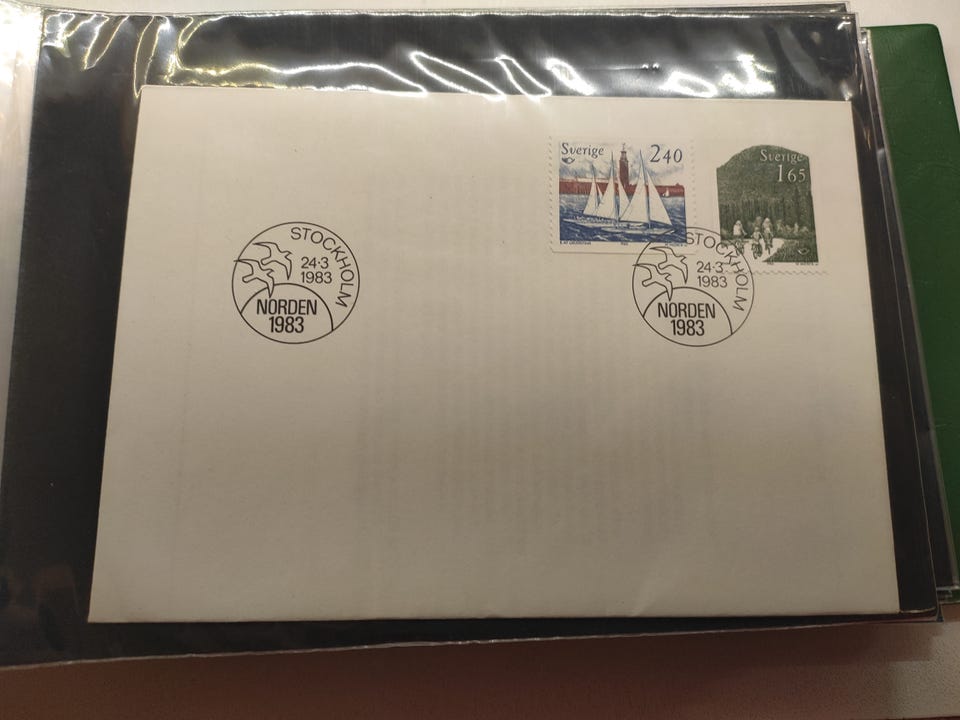 Sverige
2 40
Sverige
1 65
STOCKHOLM
24·3
1983
NORDEN
1983
STOCKHOLM
24·3
1983
NORDEN
1983